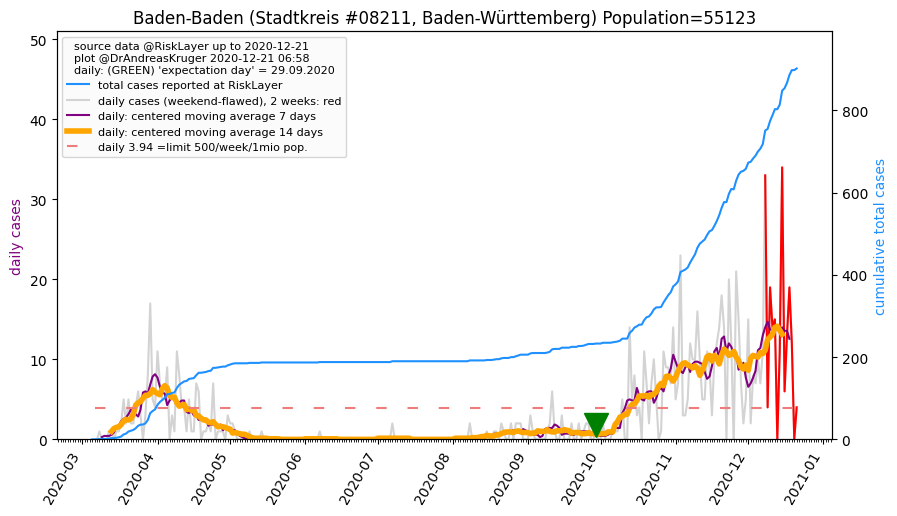 Baden-Baden (Stadtkreis #08211, Baden-Württemberg) Population=55123
source data @RiskLayer up to 2020-12-21
plot @DrAndreasKruger 2020-12-21 06:58
daily: (GREEN) 'expectation day' = 29.09.2020
total cases reported at RiskLayer
daily cases (weekend-flawed), 2 weeks: red
daily: centered moving average 7 days
daily: centered moving average 14 days
daily 3.94 =limit 500/week/1mio pop.
daily cases
50
40
30
20
10
0
cumulative total cases
800
600
400
200
0
2020-03
2020-04
2020-05
2020-06
2020-07
2020-08
2020-09
2020-10
2020-11
2020-12
2021-01